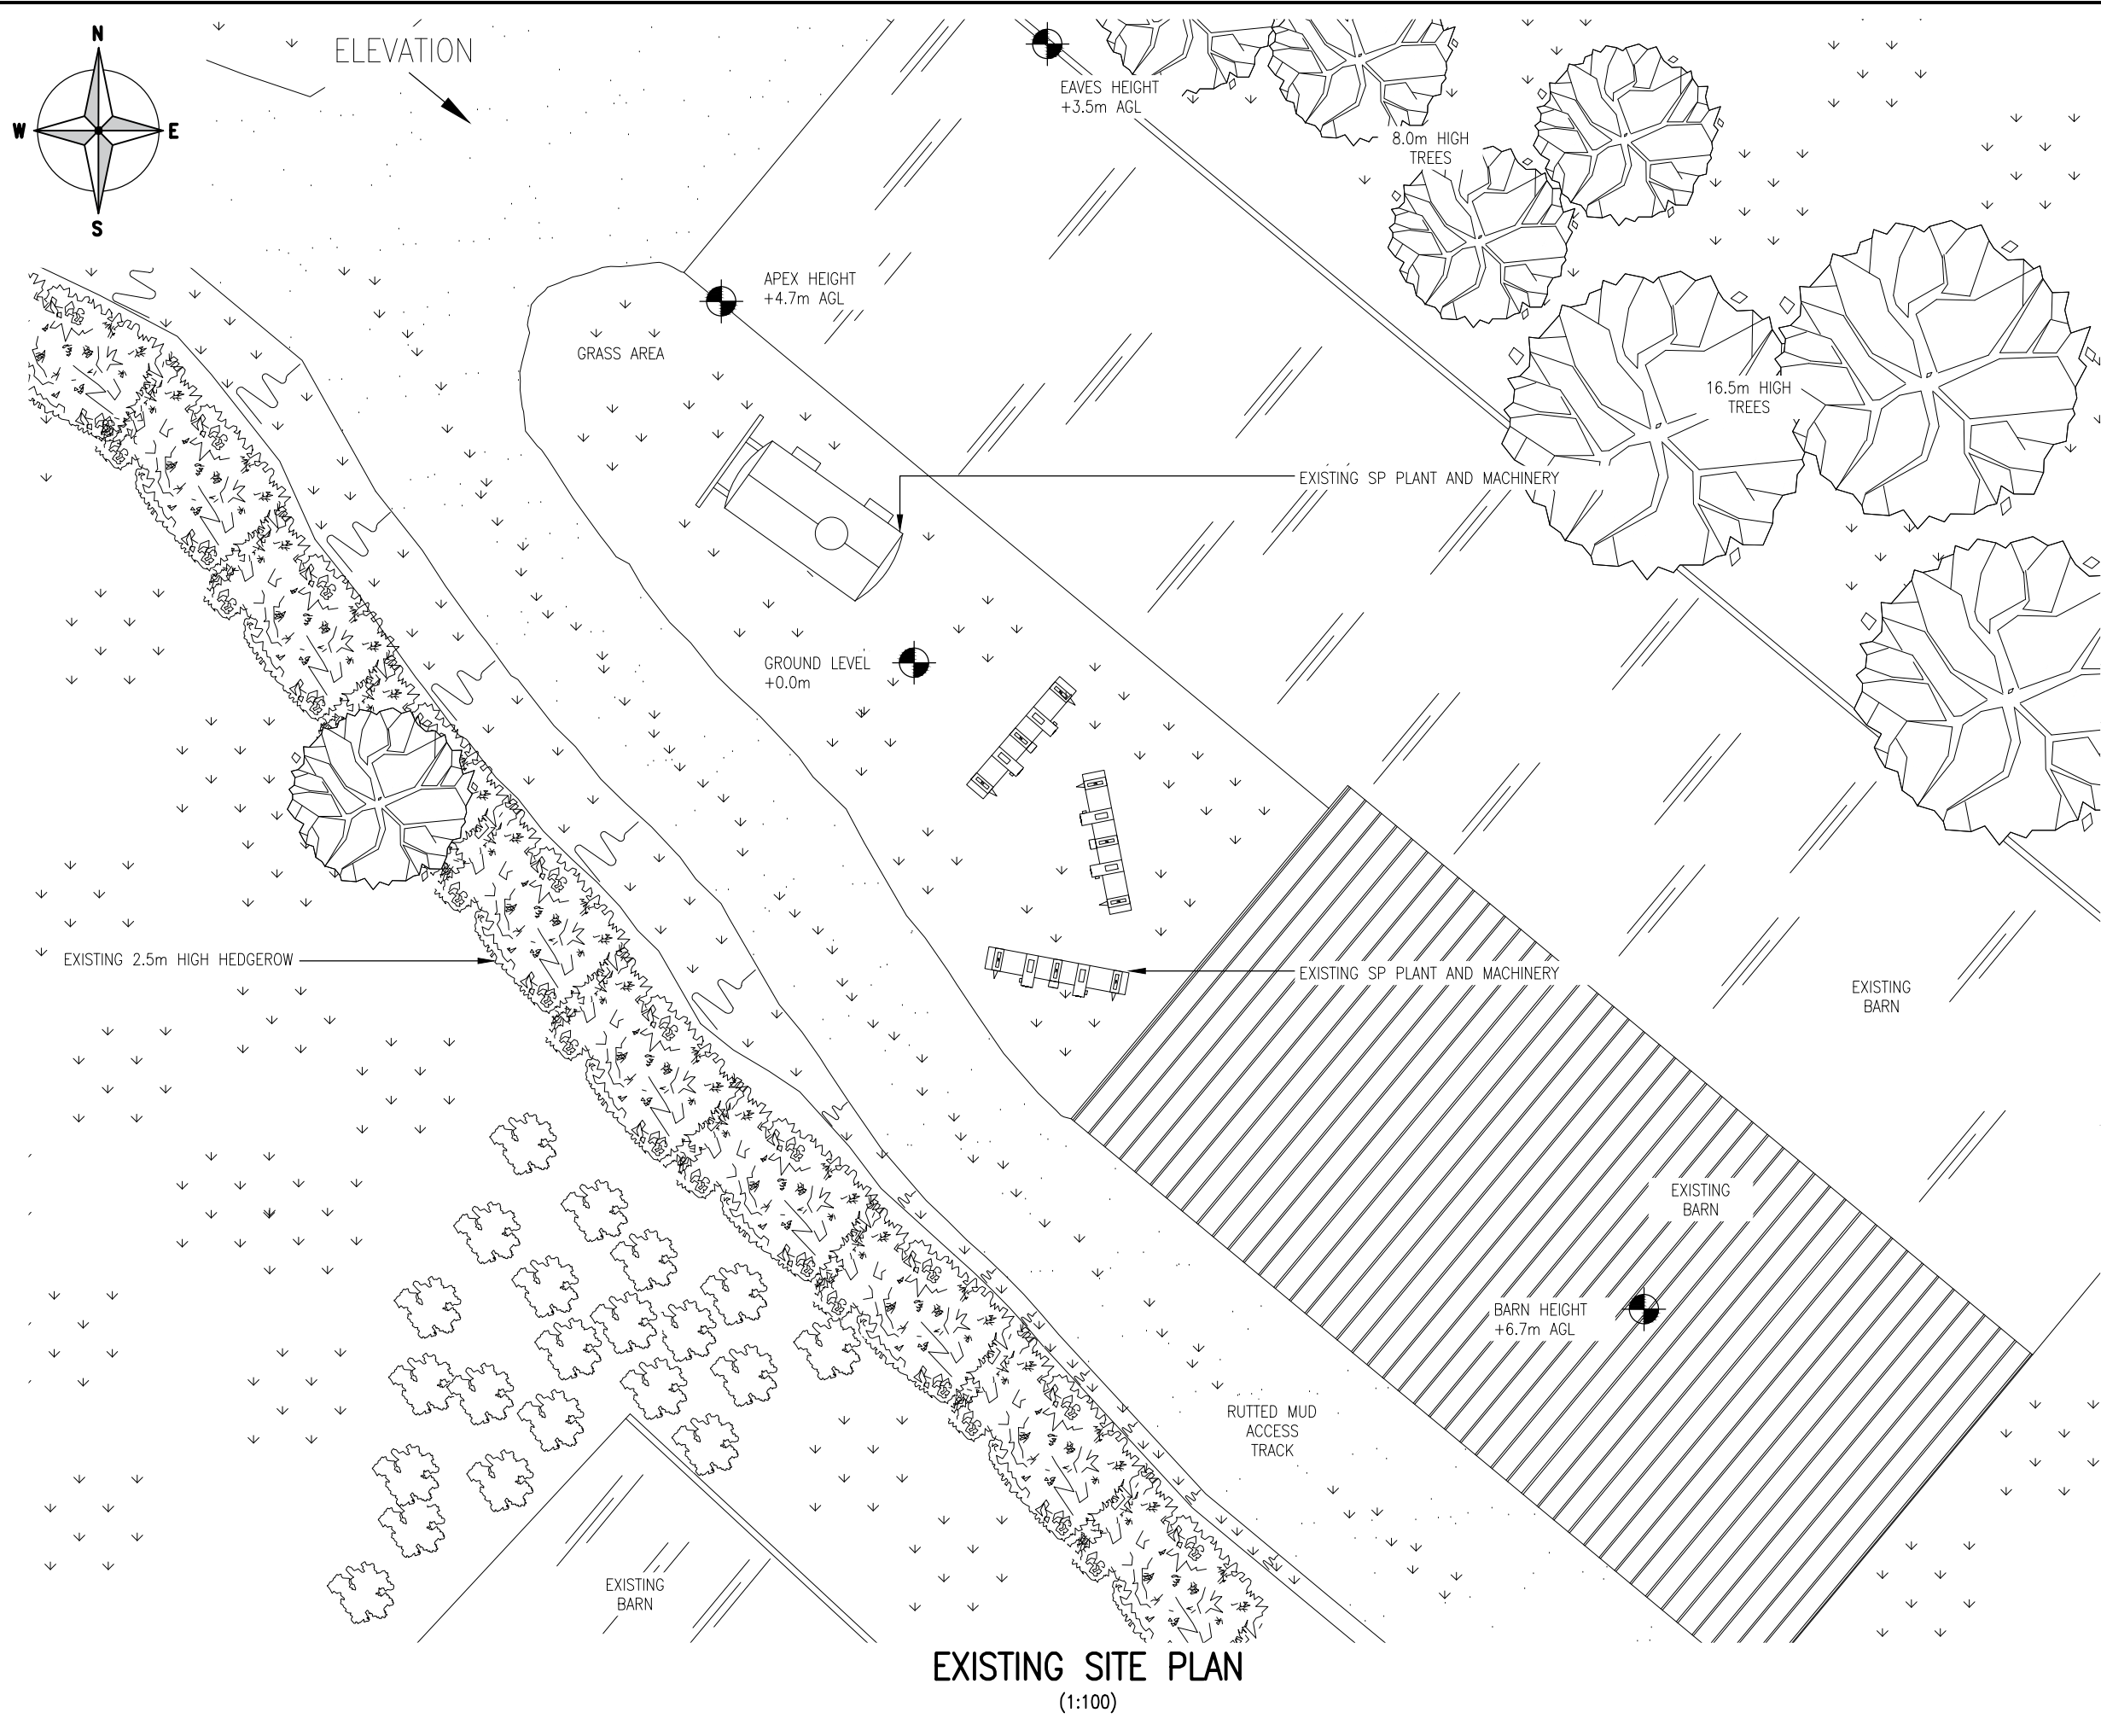 N
ELEVATION
W
E
S
EAVES HEIGHT
+3.5m AGL
8.0m HIGH
TREES
APEX HEIGHT
+4.7m AGL
GRASS AREA
16.5m HIGH
TREES
EXISTING SP PLANT AND MACHINERY
GROUND LEVEL
+0.0m
EXISTING 2.5m HIGH HEDGEROW
EXISTING SP PLANT AND MACHINERY
EXISTING
BARN
EXISTING
BARN
BARN HEIGHT
+6.7m AGL
RUTTED MUD
ACCESS
TRACK
EXISTING
BARN
EXISTING SITE PLAN
(1:100)